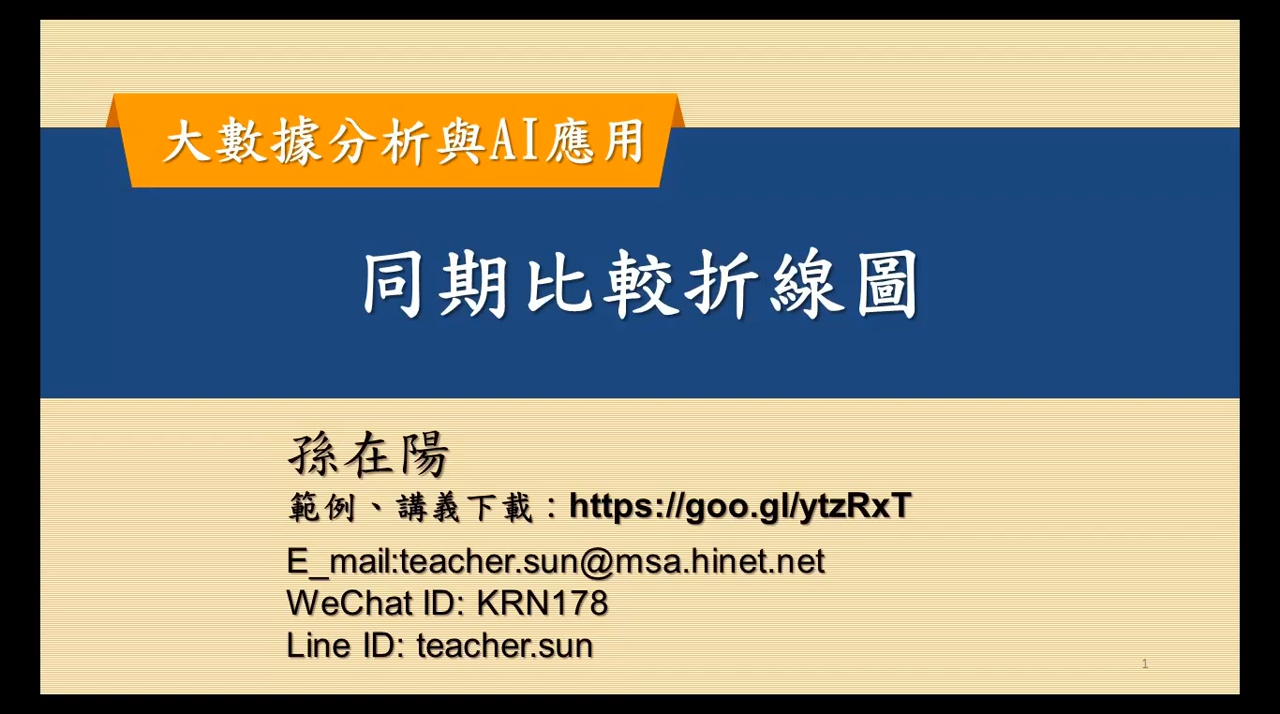 大數據分析與AI應用
同期比較折線圖
孫在陽
範例、講義下載：https://goo.gl/ytzRxT
E_mail:teacher.sun@msa.hinet.net
WeChat ID: KRN178
Line ID: teacher.sun
1